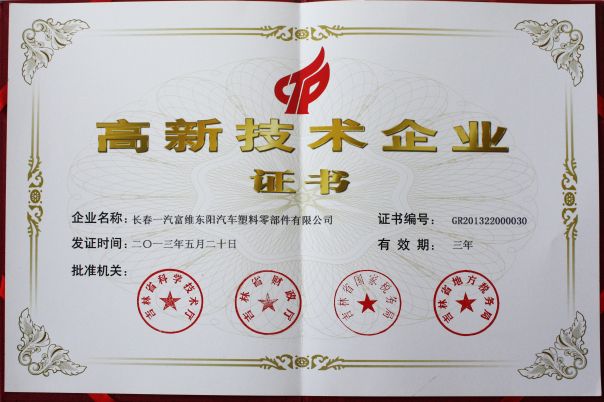 高新技术企业
证书
企业名称：长春一汽富维东阳汽车塑料零部件有限公司
证书编号：GR201322000030
发证时间：二〇一三年五月二十日
有效期：三年
批准机关：
吉林省科学技术厅
吉林省财政厅
吉林省国家税务局
吉林省地方税务局